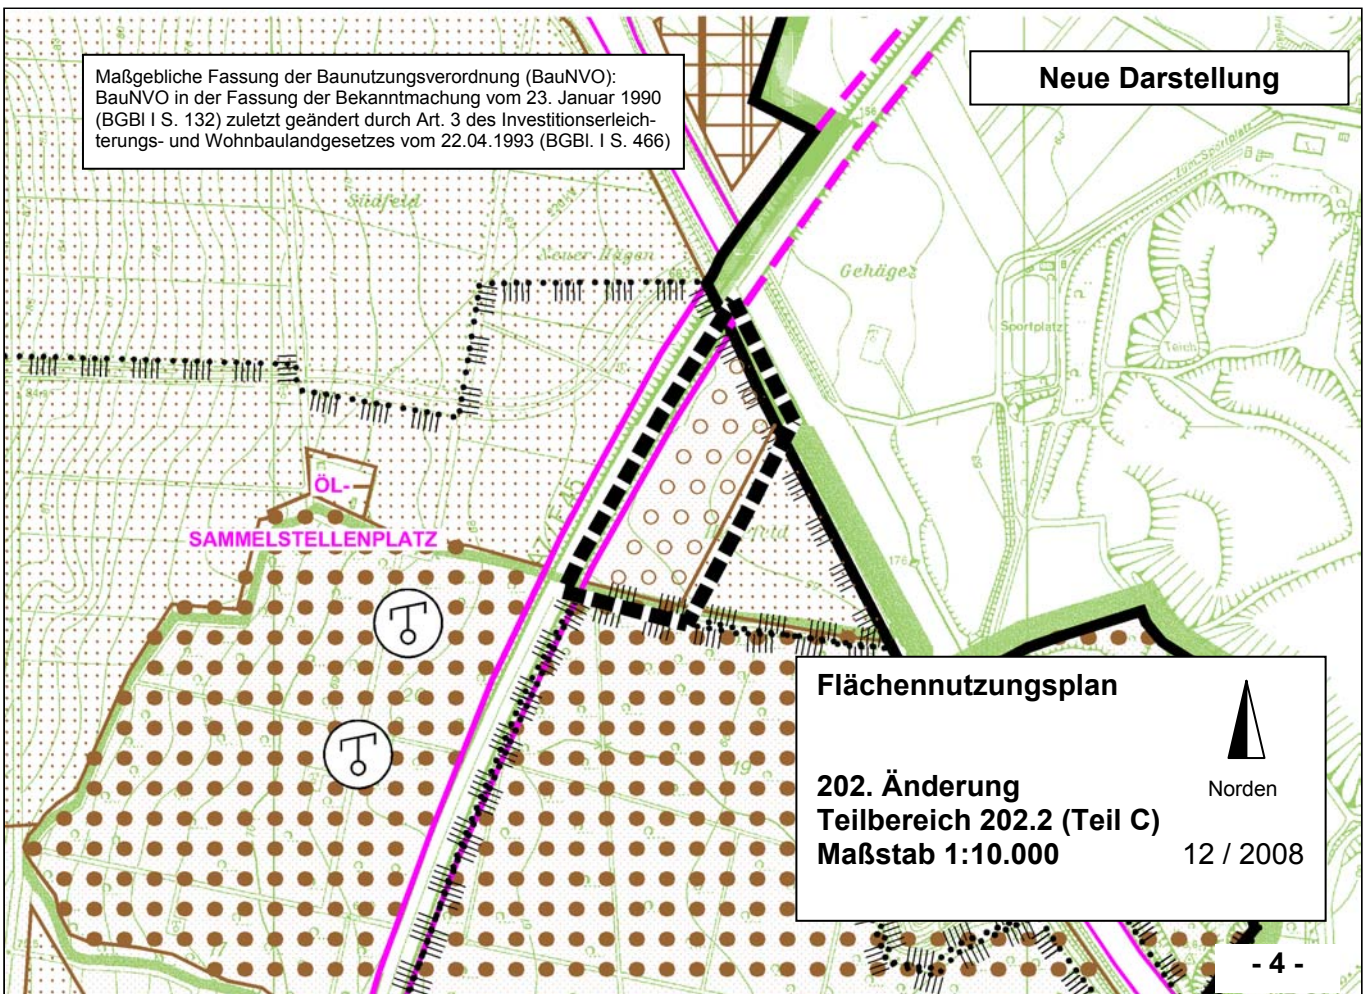 Maßgebliche Fassung der Baunutzungsverordnung (BauNVO):
BauNVO in der Fassung der Bekanntmachung vom 23. Januar 1990
(BGBl I S. 132) zuletzt geändert durch Art. 3 des Investitionserleich-
terungs- und Wohnbaulandgesetzes vom 22.04.1993 (BGBl. I S. 466)
Neue Darstellung
Zum Sportplatz
Südfeld
Neuer Hägen
Gehäge
Sportplatz
Teich
ÖL-
SAMMELSTELLENPLATZ
Flächennutzungsplan
Norden
202. Änderung
Teilbereich 202.2 (Teil C)
Maßstab 1:10.000
12 / 2008
- 4 -